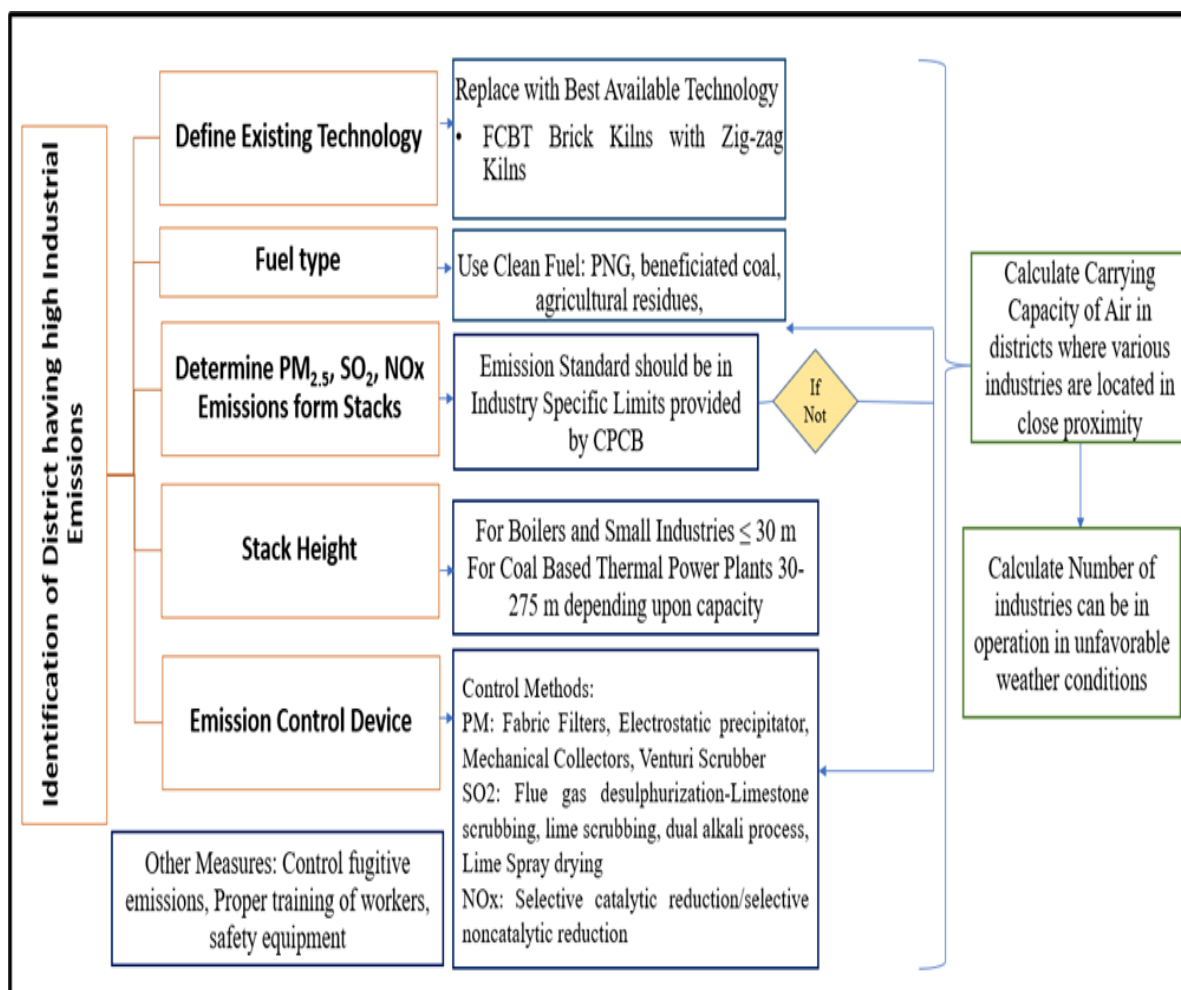 Identification of District having high Industrial
Emissions
Define Existing Technology
Replace with Best Available Technology
• FCBT Brick Kilns with Zig-zag
Kilns
Fuel type
Use Clean Fuel: PNG, beneficiated coal,
agricultural residues,
Determine PM2.5, SO2, NOx
Emissions form Stacks
Emission Standard should be in
Industry Specific Limits provided
by CPCB
If
Not
Stack Height
For Boilers and Small Industries ≤ 30 m
For Coal Based Thermal Power Plants 30-
275 m depending upon capacity
Emission Control Device
Control Methods:
PM: Fabric Filters, Electrostatic precipitator,
Mechanical Collectors, Venturi Scrubber
SO2: Flue gas desulphurization-Limestone
scrubbing, lime scrubbing, dual alkali process,
Lime Spray drying
NOx: Selective catalytic reduction/selective
noncatalytic reduction
Other Measures: Control fugitive
emissions, Proper training of workers,
safety equipment
Calculate Carrying
Capacity of Air in
districts where various
industries are located in
close proximity
Calculate Number of
industries can be in
operation in unfavorable
weather conditions